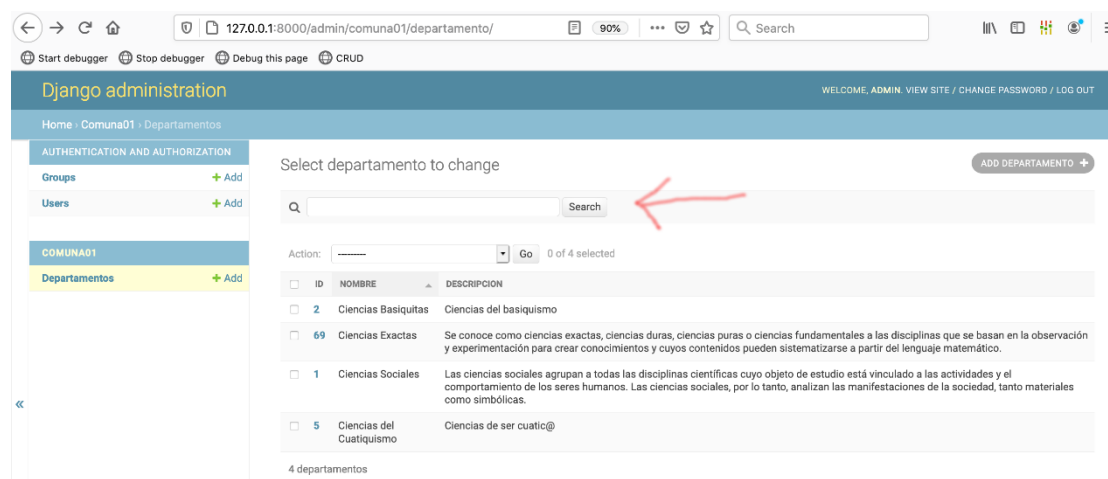 127.0.0.1:8000/admin/comuna01/departamento/ 90% Search
Start debugger Stop debugger Debug this page CRUD
Django administration WELCOME, ADMIN. VIEW SITE / CHANGE PASSWORD / LOG OUT
Home › Comuna01 › Departamentos
AUTHENTICATION AND AUTHORIZATION
Groups + Add
Users + Add
COMUNA01
Departamentos + Add
Select departamento to change
ADD DEPARTAMENTO +
Search
Action: --------- Go 0 of 4 selected
ID NOMBRE DESCRIPCION
2 Ciencias Basiquitas Ciencias del basiquismo
69 Ciencias Exactas Se conoce como ciencias exactas, ciencias duras, ciencias puras o ciencias fundamentales a las disciplinas que se basan en la observación
y experimentación para crear conocimientos y cuyos contenidos pueden sistematizarse a partir del lenguaje matemático.
1 Ciencias Sociales Las ciencias sociales agrupan a todas las disciplinas científicas cuyo objeto de estudio está vinculado a las actividades y el
comportamiento de los seres humanos. Las ciencias sociales, por lo tanto, analizan las manifestaciones de la sociedad, tanto materiales
como simbólicas.
5 Ciencias del Ciencias de ser cuatic@
Cuatiquismo
4 departamentos